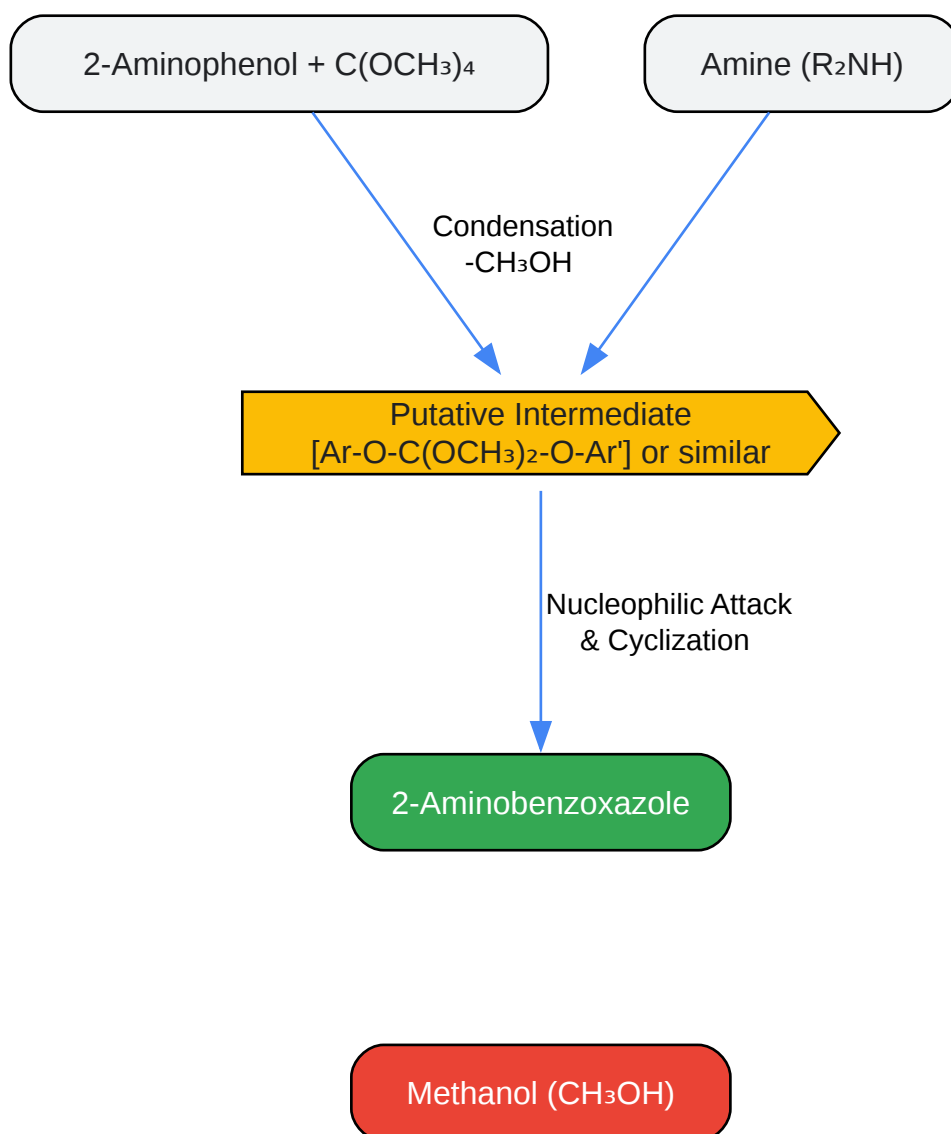 2-Aminophenol + C(OCH₃)₄
Amine (R₂NH)
Condensation
-CH₃OH
Putative Intermediate
[Ar-O-C(OCH₃)₂-O-Ar'] or similar
Nucleophilic Attack
& Cyclization
2-Aminobenzoxazole
Methanol (CH₃OH)